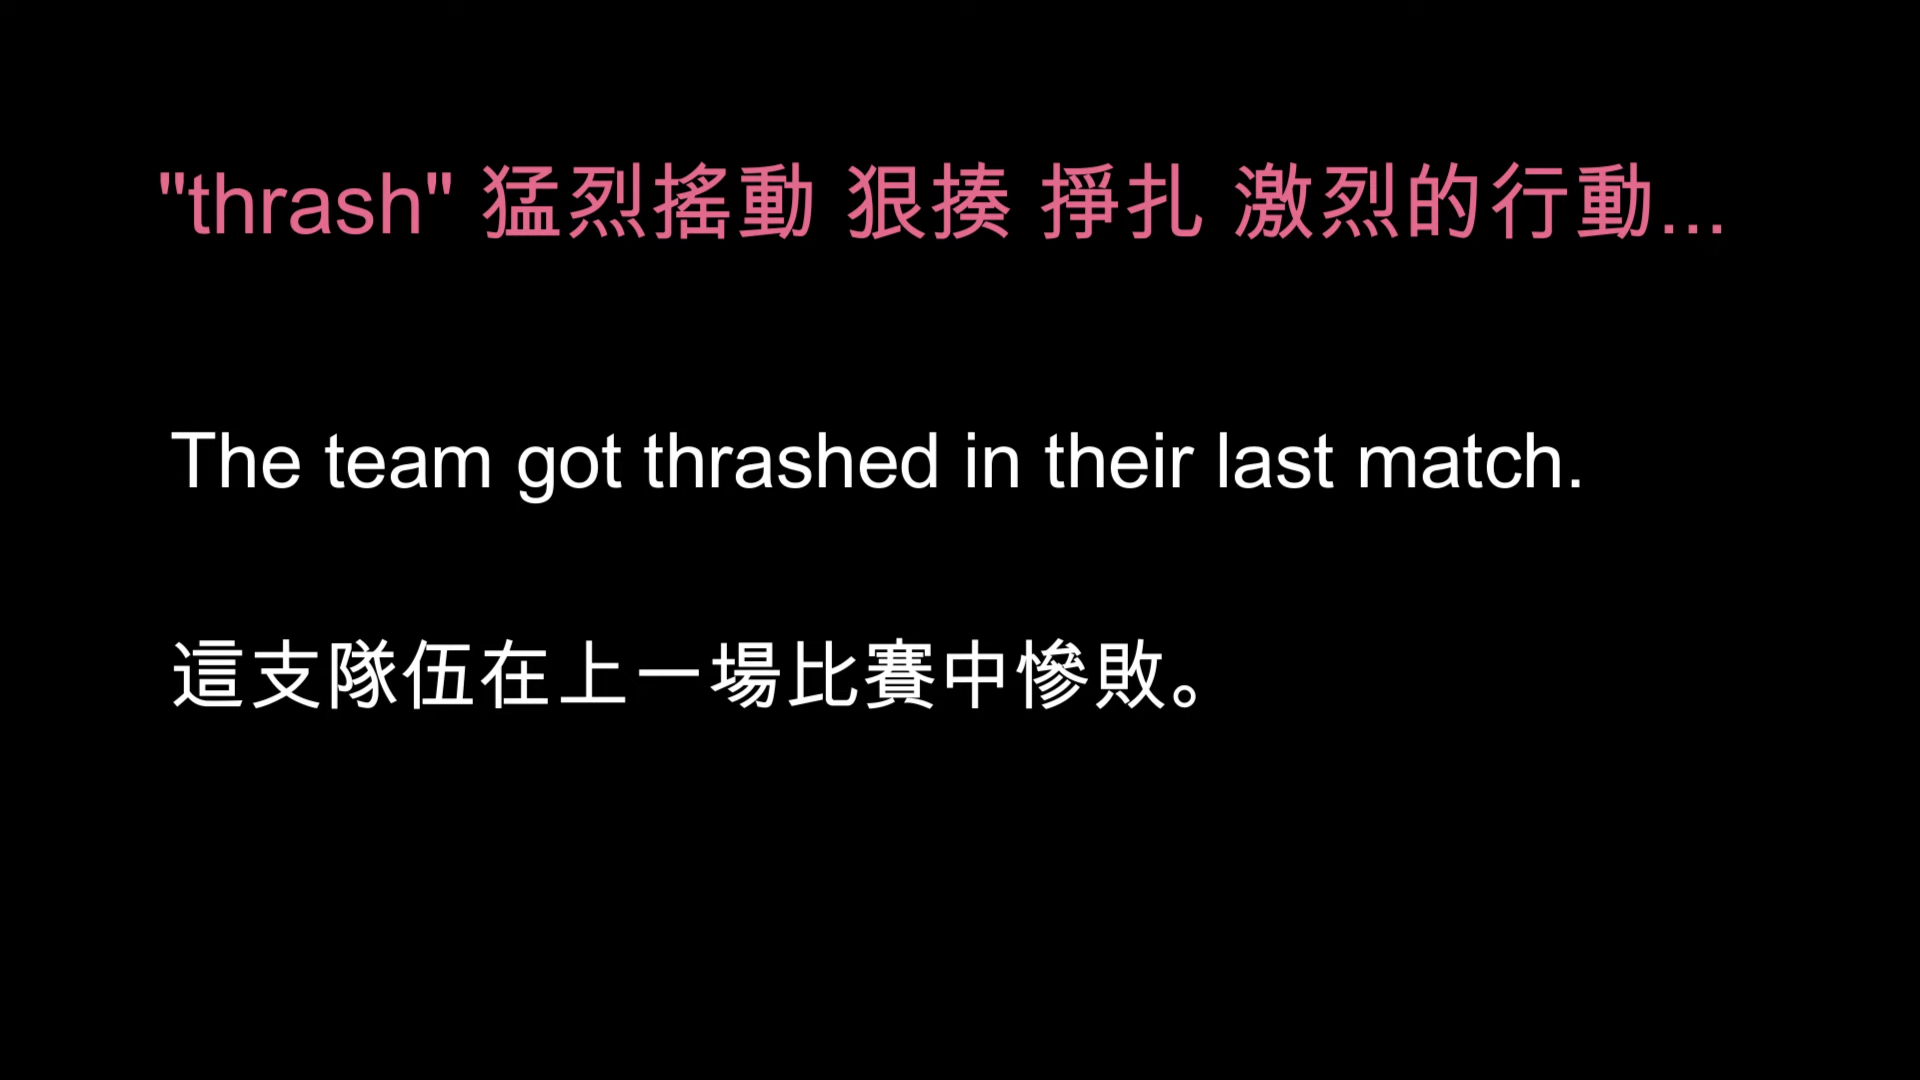 "thrash" 猛烈搖動 狠揍 掙扎 激烈的行動...
The team got thrashed in their last match.
這支隊伍在上一場比賽中慘敗。